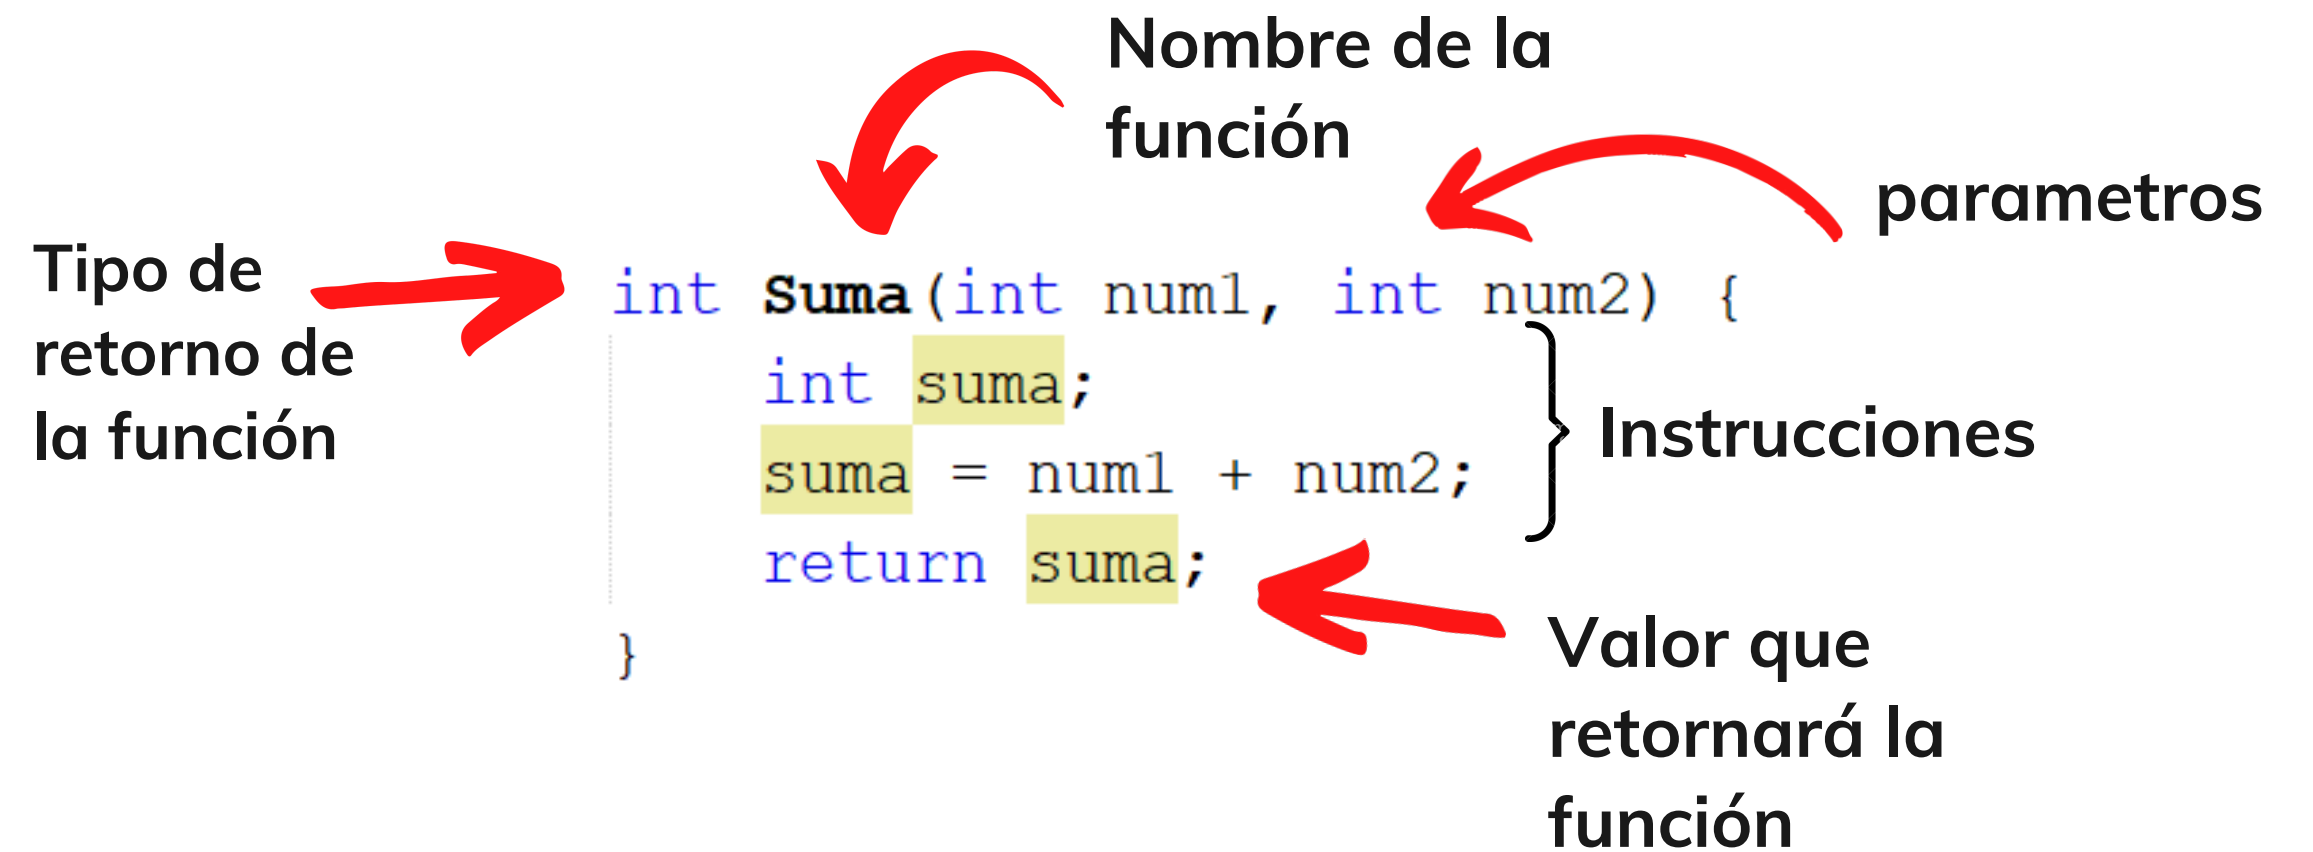 Nombre de la
función
parametros
Tipo de
retorno de
la función
int Suma(int num1, int num2) {
int suma;
suma = num1 + num2;
return suma;
}
Instrucciones
Valor que
retornará la
función